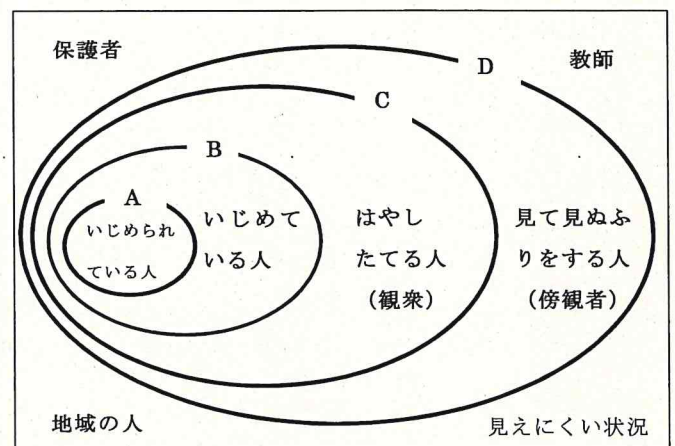 保護者
教師
D
C
B
A
いじめられ
ている人
いじめて
いる人
はやし
たてる人
(観衆)
見て見ぬふ
りをする人
(傍観者)
地域の人
見えにくい状況